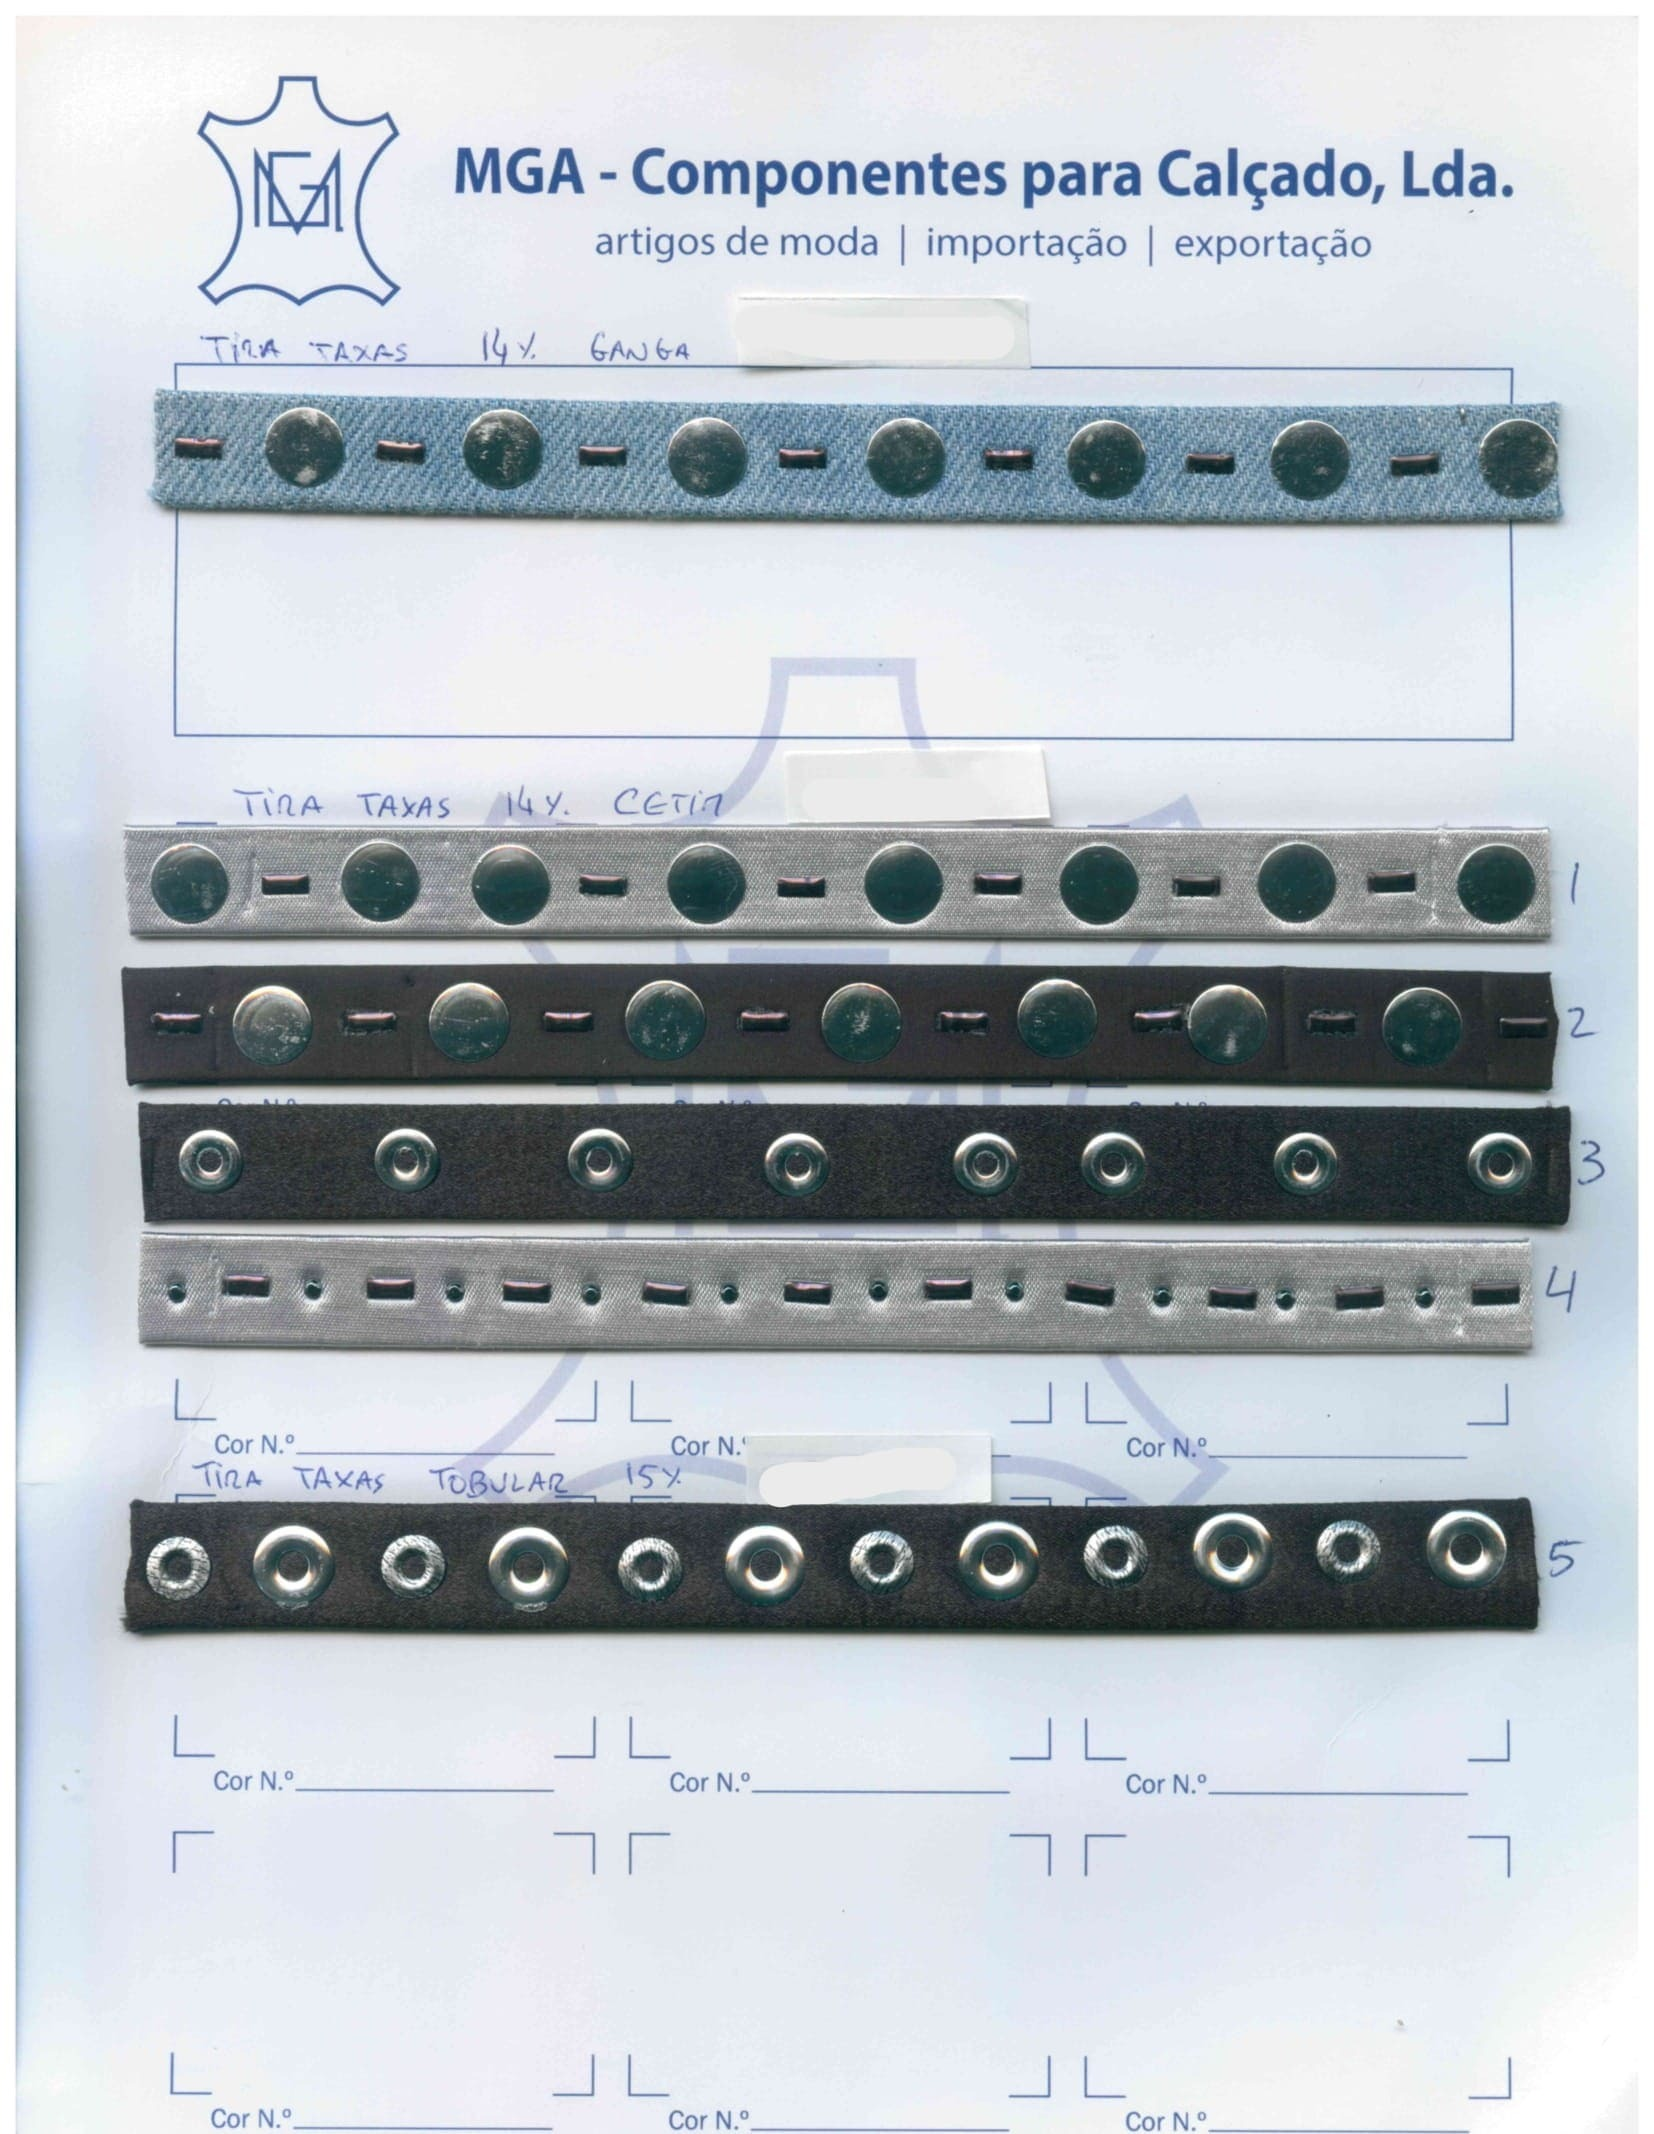 MGA
MGA - Componentes para Calçado, Lda.
artigos de moda | importação | exportação
TIRA TAXAS 14% GANGA
TIRA TAXAS 14%. CETIM
1
2
3
4
Cor N.º Cor N.º Cor N.º
TIRA TAXAS TOBULAR 15%
5
Cor N.º Cor N.º Cor N.º
Cor N.º Cor N.º Cor N.º